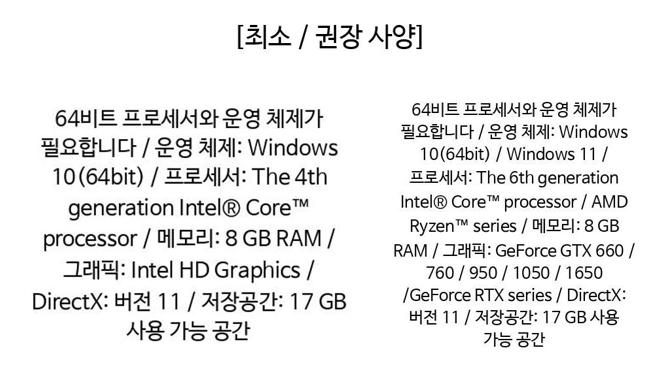 [최소 / 권장 사양]
64비트 프로세서와 운영 체제가
필요합니다 / 운영 체제: Windows
10(64bit) / 프로세서: The 4th
generation Intel® Core™
processor / 메모리: 8 GB RAM /
그래픽: Intel HD Graphics /
DirectX: 버전 11 / 저장공간: 17 GB
사용 가능 공간
64비트 프로세서와 운영 체제가
필요합니다 / 운영 체제: Windows
10(64bit) / Windows 11 /
프로세서: The 6th generation
Intel® Core™ processor / AMD
Ryzen™ series / 메모리: 8 GB
RAM / 그래픽: GeForce GTX 660 /
760 / 950 / 1050 / 1650
/GeForce RTX series / DirectX:
버전 11 / 저장공간: 17 GB 사용
가능 공간